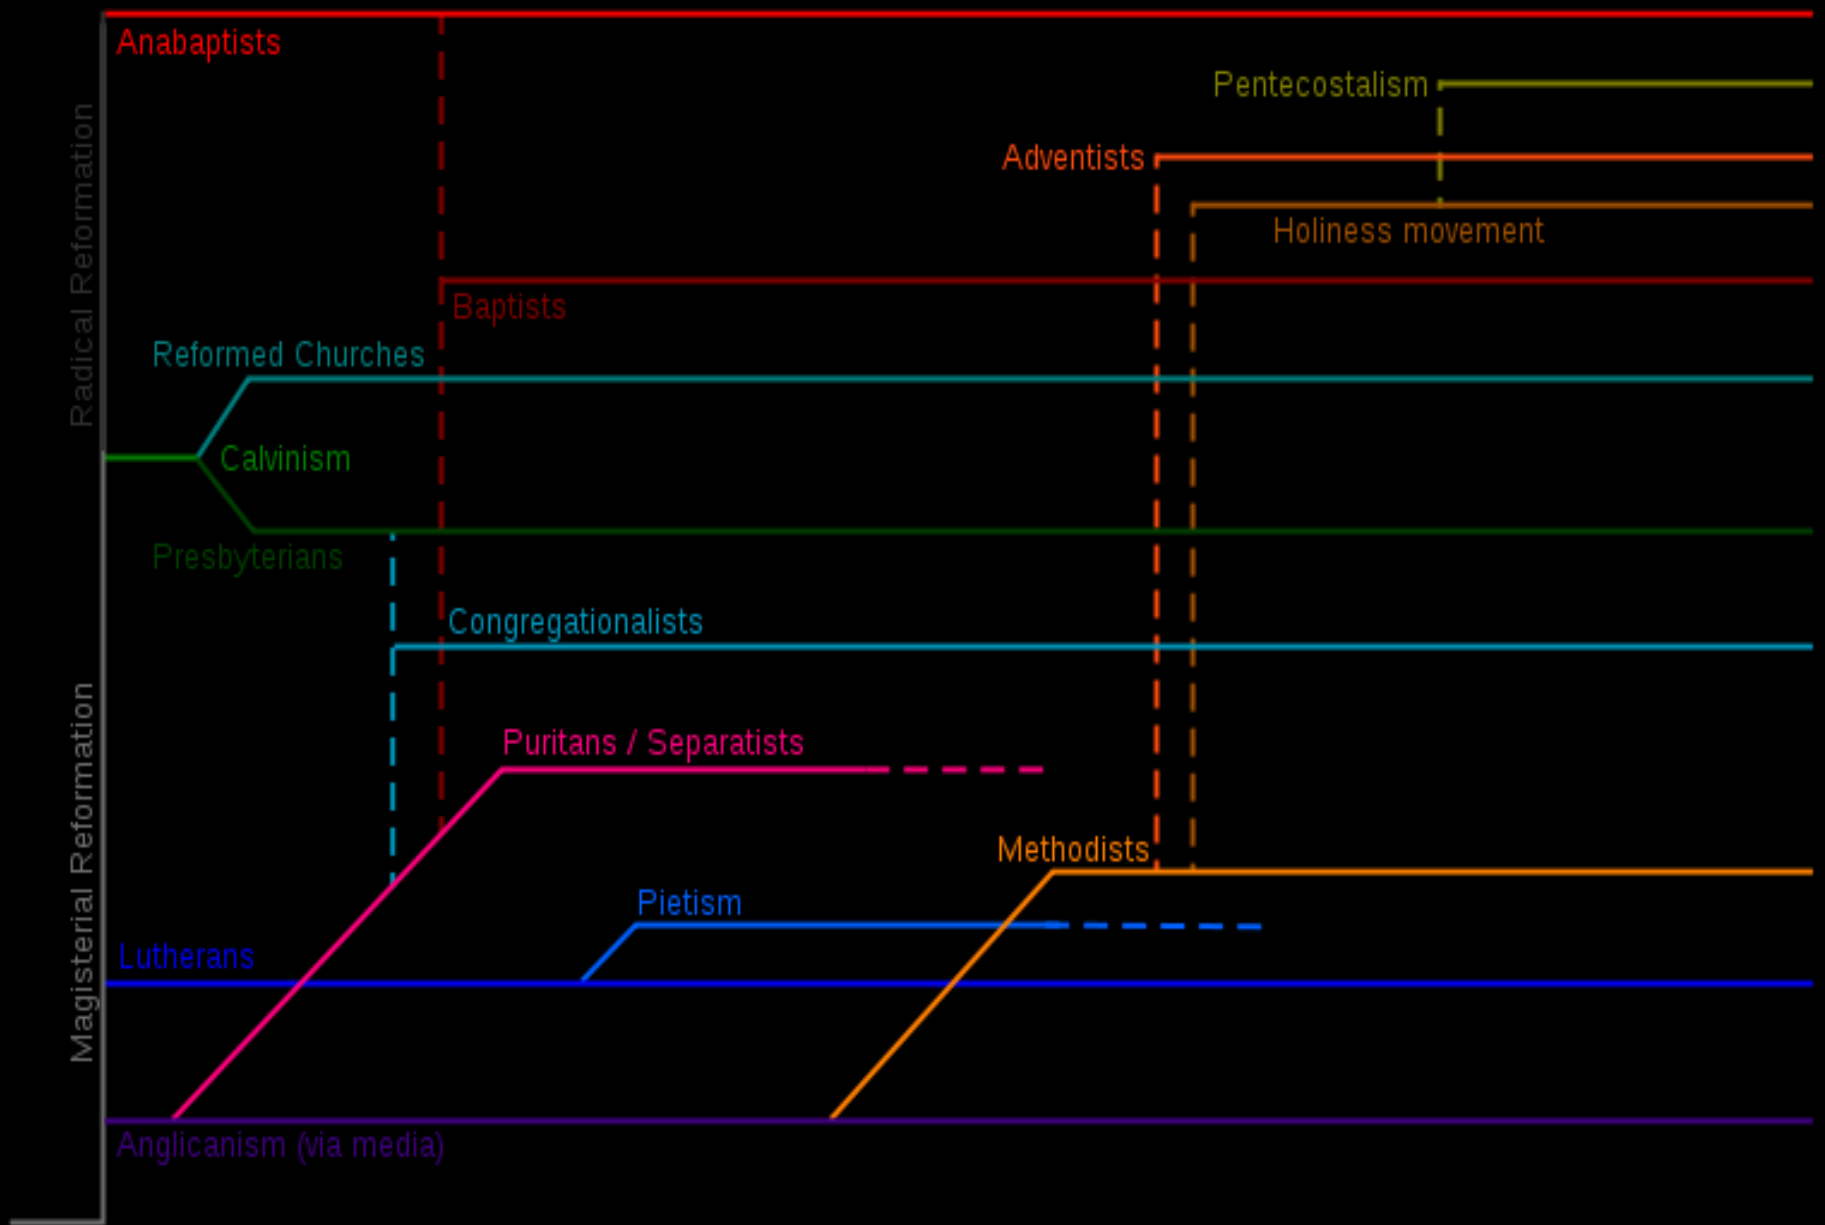 Anabaptists
Pentecostalism
Adventists
Holiness movement
Baptists
Reformed Churches
Calvinism
Presbyterians
Congregationalists
Puritans / Separatists
Methodists
Pietism
Lutherans
Anglicanism (via media)
Radical Reformation
Magisterial Reformation